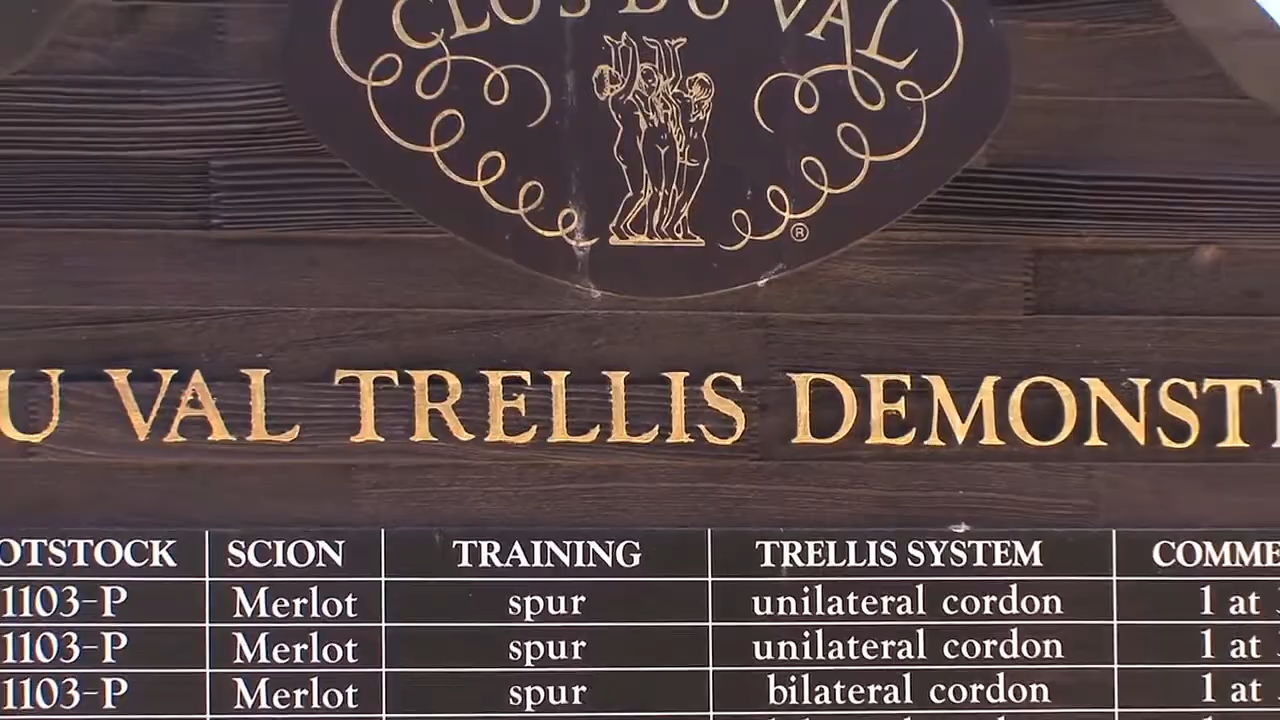 CLOS DU VAL
®
U VAL TRELLIS DEMONST
OTSTOCK SCION TRAINING TRELLIS SYSTEM COMME
1103-P Merlot spur unilateral cordon 1 at
1103-P Merlot spur unilateral cordon 1 at
1103-P Merlot spur bilateral cordon 1 at